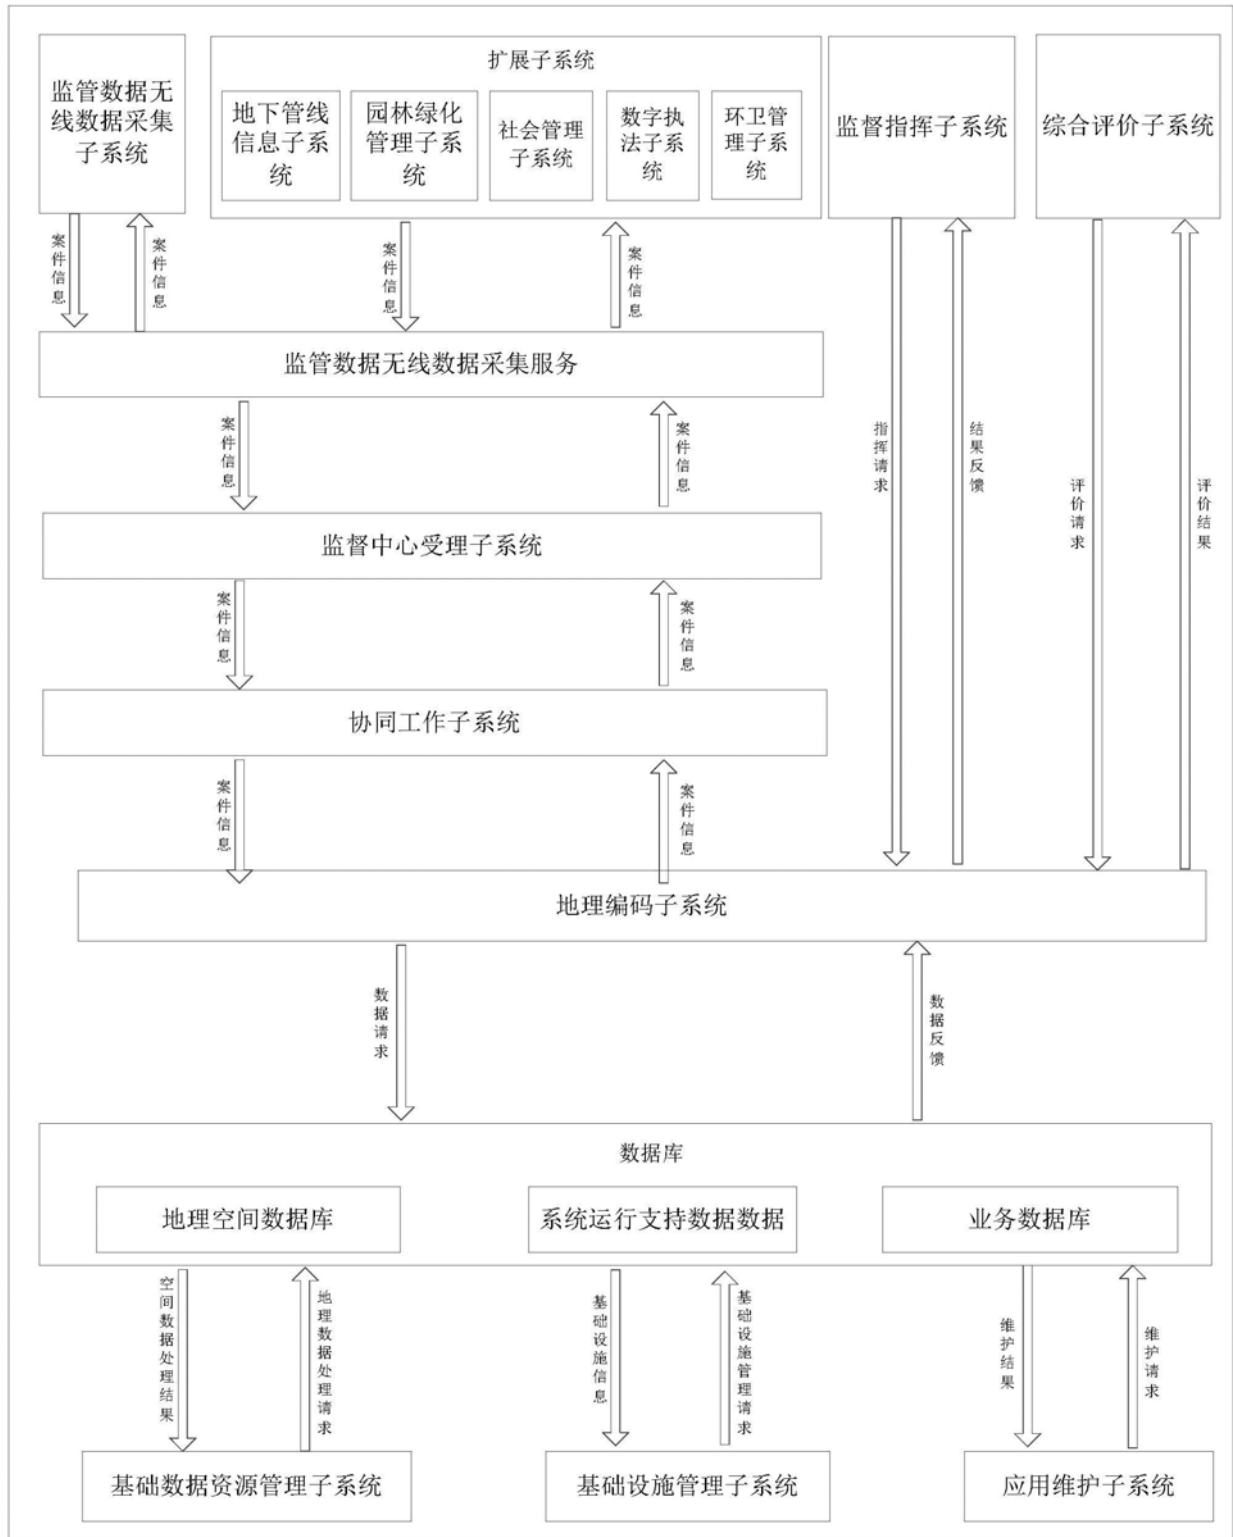 监管数据无
线数据采集
子系统
扩展子系统
地下管线
信息子系
统
园林绿化
管理子系
统
社会管理
子系统
数字执
法子系
统
环卫管
理子系
统
监督指挥子系统
综合评价子系统
案件信息
案件信息
案件信息
案件信息
监管数据无线数据采集服务
案件信息
案件信息
指挥请求
结果反馈
评价请求
评价结果
监督中心受理子系统
案件信息
案件信息
协同工作子系统
案件信息
案件信息
地理编码子系统
数据请求
数据反馈
数据库
地理空间数据库
系统运行支持数据数据
业务数据库
空间数据处理结果
地理数据处理请求
基础设施信息
基础设施管理请求
维护结果
维护请求
基础数据资源管理子系统
基础设施管理子系统
应用维护子系统